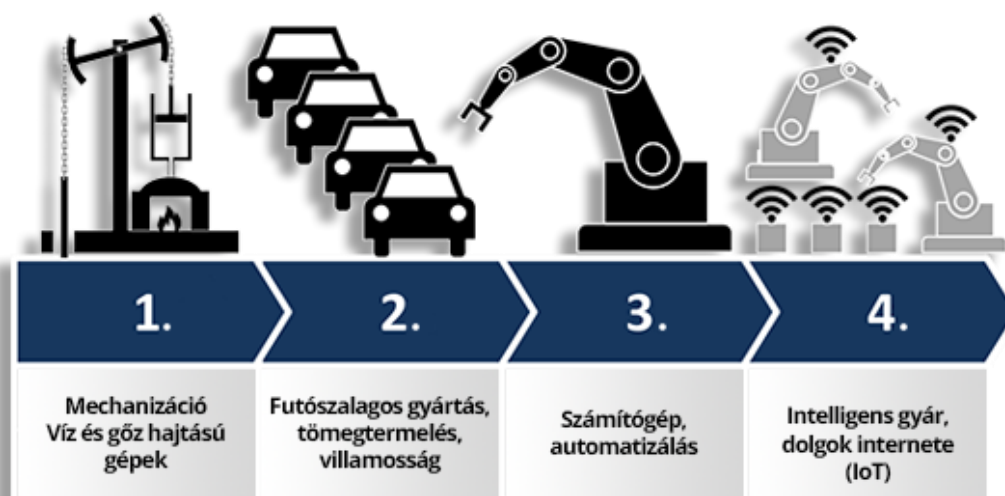 1.
2.
3.
4.
Mechanizáció
Víz és gőz hajtású
gépek
Futószalagos gyártás,
tömegtermelés,
villamosság
Számítógép,
automatizálás
Intelligens gyár,
dolgok internete
(IoT)